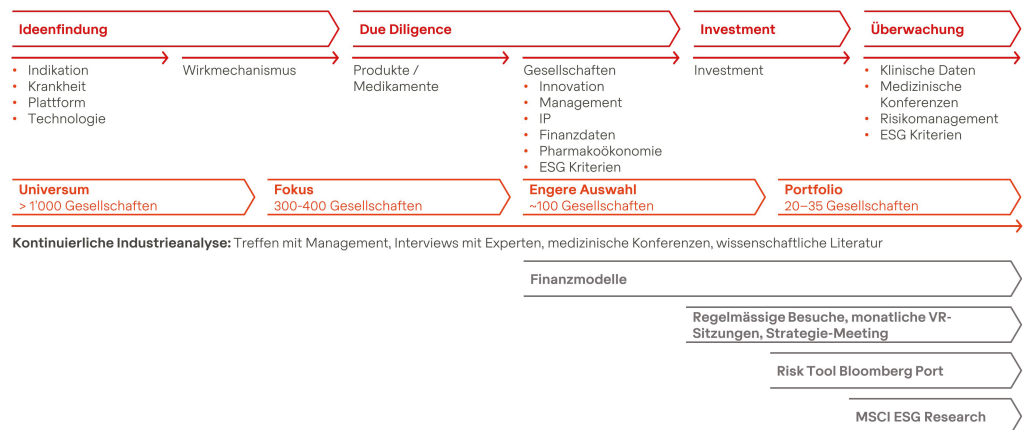 Ideenfindung
Due Diligence
Investment
Überwachung
• Indikation
• Krankheit
• Plattform
• Technologie
Wirkmechanismus
Produkte /
Medikamente
Gesellschaften
• Innovation
• Management
• IP
• Finanzdaten
• Pharmakoökonomie
• ESG Kriterien
Investment
• Klinische Daten
• Medizinische
Konferenzen
• Risikomanagement
• ESG Kriterien
Universum
> 1'000 Gesellschaften
Fokus
300-400 Gesellschaften
Engere Auswahl
~100 Gesellschaften
Portfolio
20–35 Gesellschaften
Kontinuierliche Industrieanalyse: Treffen mit Management, Interviews mit Experten, medizinische Konferenzen, wissenschaftliche Literatur
Finanzmodelle
Regelmässige Besuche, monatliche VR-
Sitzungen, Strategie-Meeting
Risk Tool Bloomberg Port
MSCI ESG Research